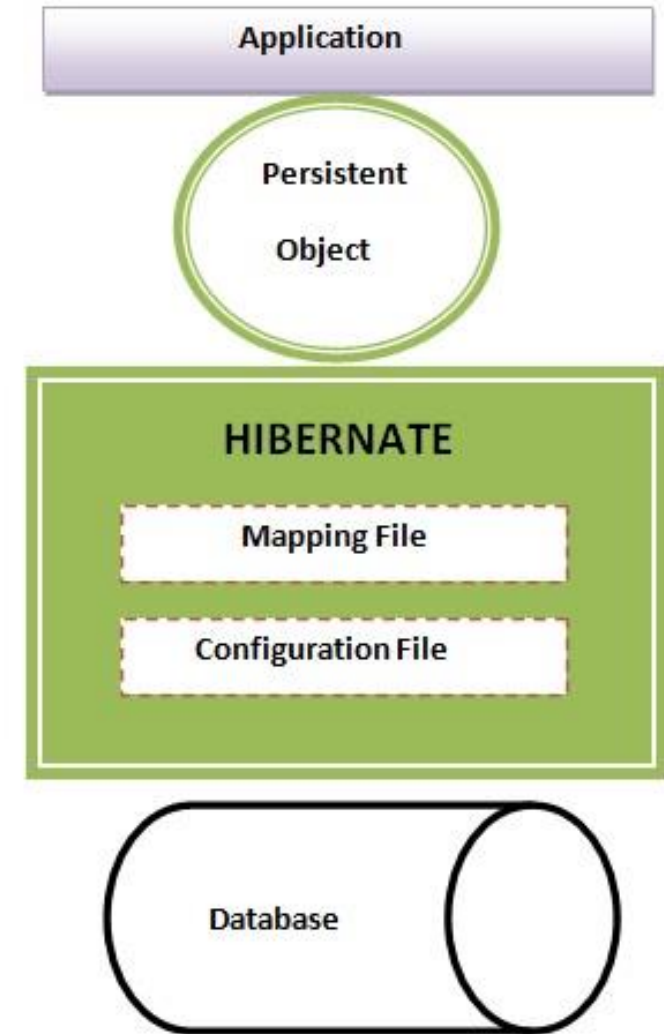 Application
Persistent
Object
HIBERNATE
Mapping File
Configuration File
Database